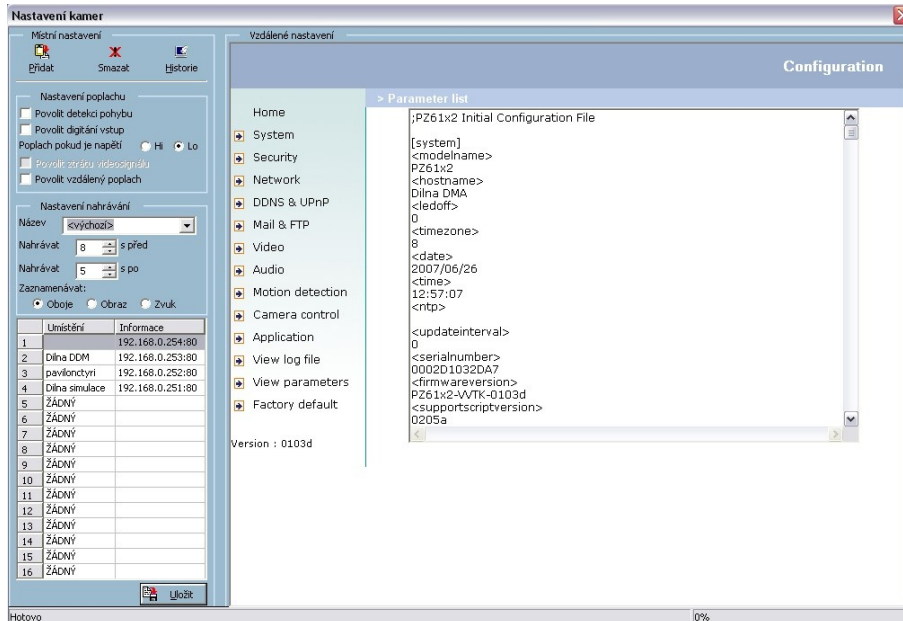 Nastavení kamer
Místní nastavení
Přidat Smazat Historie
Nastavení poplachu
Povolit detekci pohybu
Povolit digitání vstup
Poplach pokud je napětí Hi Lo
Povolit ztrátu videosignálu
Povolit vzdálený poplach
Nastavení nahrávání
Název <výchozí>
Nahrávat 8 s před
Nahrávat 5 s po
Zaznamenávat:
Oboje Obraz Zvuk
Umístění Informace
1 192.168.0.254:80
2 Dilna DDM 192.168.0.253:80
3 pavilonctyri 192.168.0.252:80
4 Dilna simulace 192.168.0.251:80
5 ŽÁDNÝ
6 ŽÁDNÝ
7 ŽÁDNÝ
8 ŽÁDNÝ
9 ŽÁDNÝ
10 ŽÁDNÝ
11 ŽÁDNÝ
12 ŽÁDNÝ
13 ŽÁDNÝ
14 ŽÁDNÝ
15 ŽÁDNÝ
16 ŽÁDNÝ
Uložit
Vzdálené nastavení
Configuration
Home
System
Security
Network
DDNS & UPnP
Mail & FTP
Video
Audio
Motion detection
Camera control
Application
View log file
View parameters
Factory default
Version : 0103d
> Parameter list
;PZ61x2 Initial Configuration File
[system]
<modelname>
PZ61x2
<hostname>
Dilna DMA
<ledoff>
0
<timezone>
8
<date>
2007/06/26
<time>
12:57:07
<ntp>
<updateinterval>
0
<serialnumber>
0002D1032DA7
<firmwareversion>
PZ61x2-VVTK-0103d
<supportscriptversion>
0205a
Hotovo
0%